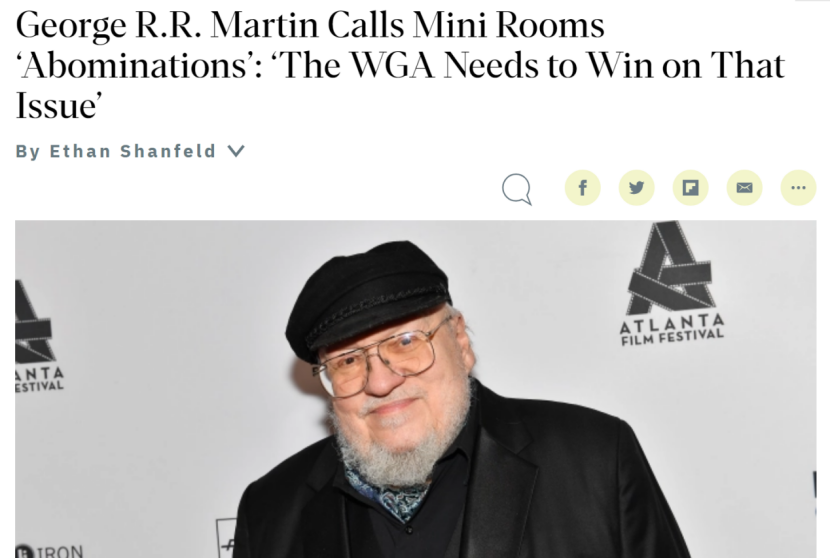 George R.R. Martin Calls Mini Rooms
‘Abominations’: ‘The WGA Needs to Win on That
Issue’
By Ethan Shanfeld
ATLANTA
FILM FESTIVAL
ANTA
ESTIVAL
IRON